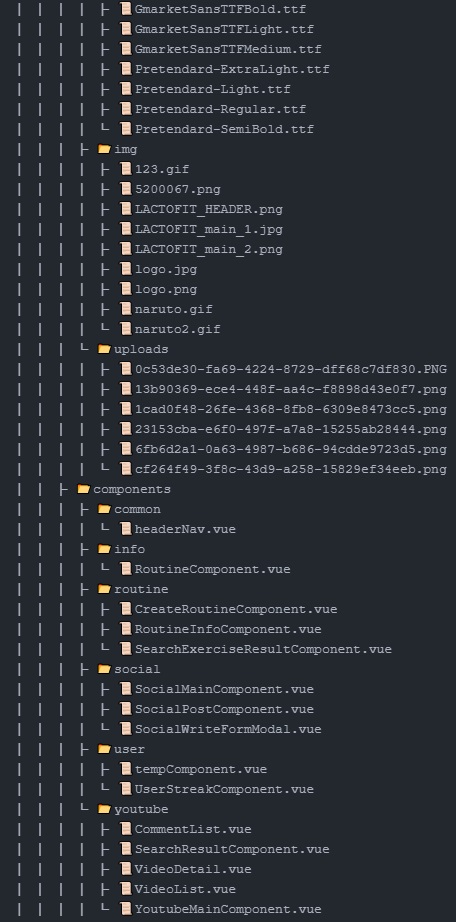 GmarketSansTTFBold.ttf
GmarketSansTTFLight.ttf
GmarketSansTTFMedium.ttf
Pretendard-ExtraLight.ttf
Pretendard-Light.ttf
Pretendard-Regular.ttf
Pretendard-SemiBold.ttf
img
123.gif
5200067.png
LACTOFIT_HEADER.png
LACTOFIT_main_1.jpg
LACTOFIT_main_2.png
logo.jpg
logo.png
naruto.gif
naruto2.gif
uploads
0c53de30-fa69-4224-8729-dff68c7df830.PNG
13b90369-ece4-448f-aa4c-f8898d43e0f7.png
1cad0f48-26fe-4368-8fb8-6309e8473cc5.png
23153cba-e6f0-497f-a7a8-15255ab28444.png
6fb6d2a1-0a63-4987-b686-94cdde9723d5.png
cf264f49-3f8c-43d9-a258-15829ef34eeb.png
components
common
headerNav.vue
info
RoutineComponent.vue
routine
CreateRoutineComponent.vue
RoutineInfoComponent.vue
SearchExerciseResultComponent.vue
social
SocialMainComponent.vue
SocialPostComponent.vue
SocialWriteFormModal.vue
user
tempComponent.vue
UserStreakComponent.vue
youtube
CommentList.vue
SearchResultComponent.vue
VideoDetail.vue
VideoList.vue
YoutubeMainComponent.vue